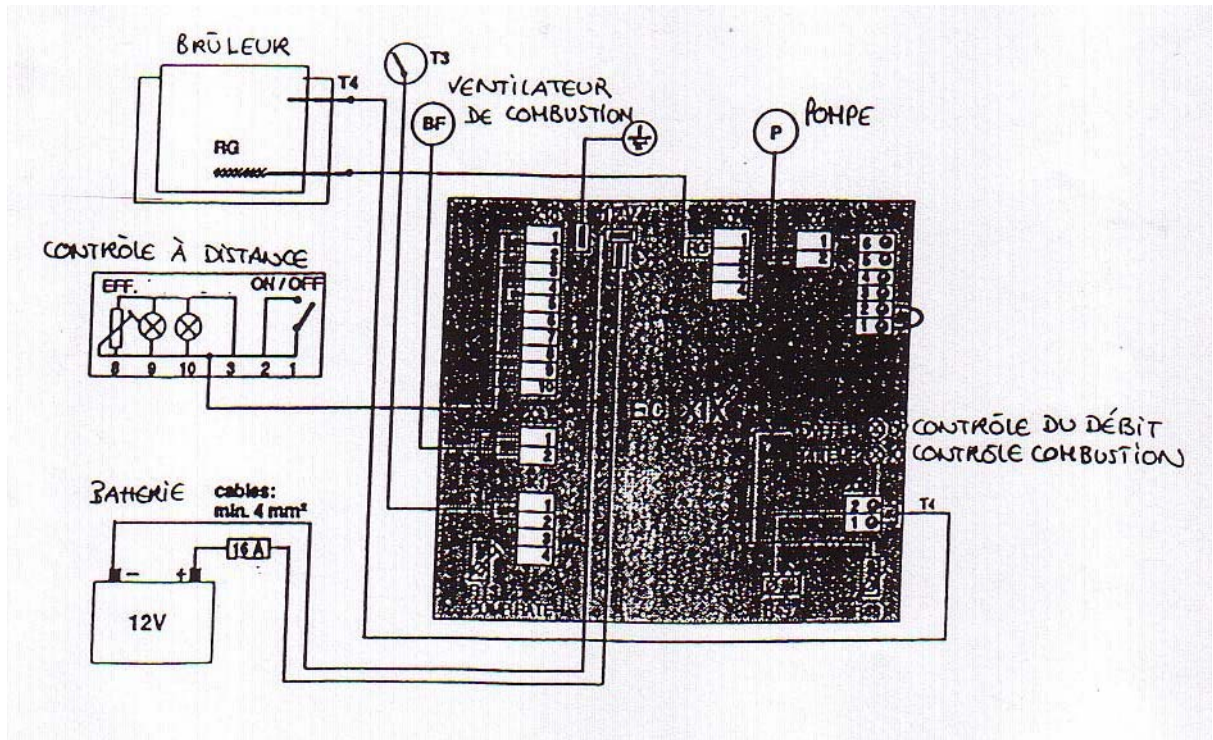 BRÛLEUR
T4
RG
T3
VENTILATEUR
DE COMBUSTION
BF
P
POMPE
CONTRÔLE À DISTANCE
EFF.
ON/OFF
8 9 10 3 2 1
BATTERIE
cables:
min. 4 mm²
16 A
- +
12V
1
2
3
4
5
6
7
8
9
10
1
2
1
2
3
4
RG
1
2
3
4
1
2
6
5
4
3
2
1
CONTRÔLE DU DÉBIT
CONTRÔLE COMBUSTION
2
1
T4